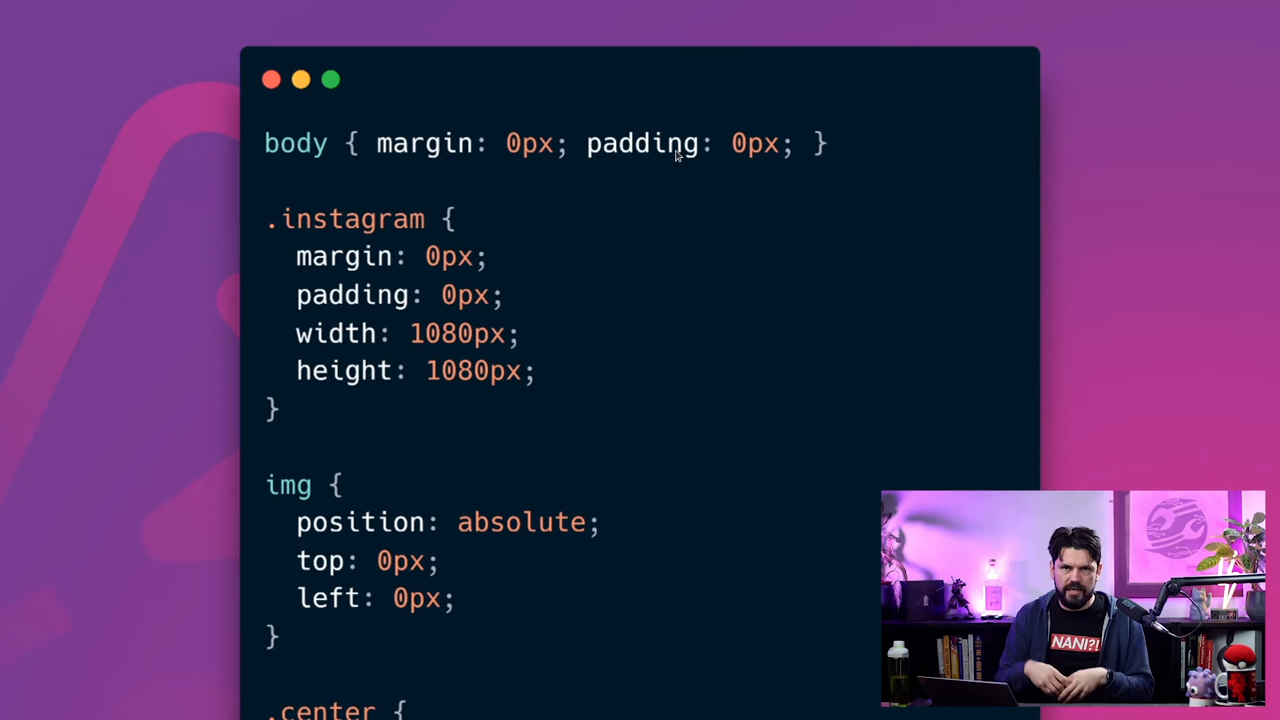 body { margin: 0px; padding: 0px; }
.instagram {
margin: 0px;
padding: 0px;
width: 1080px;
height: 1080px;
}
img {
position: absolute;
top: 0px;
left: 0px;
}
.center {
NANI?!